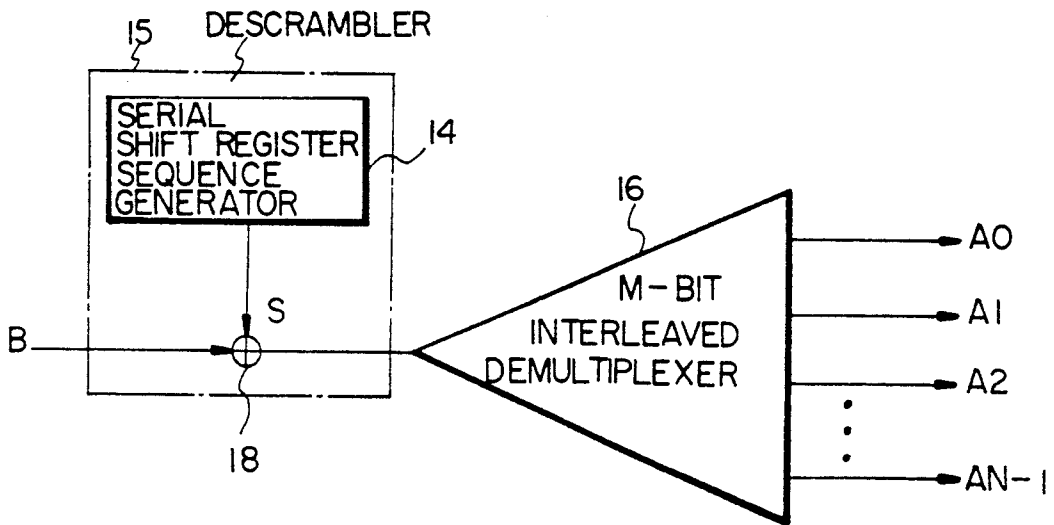 15
DESCRAMBLER
SERIAL
SHIFT REGISTER
SEQUENCE
GENERATOR
14
S
B
18
16
M-BIT
INTERLEAVED
DEMULTIPLEXER
A0
A1
A2
AN-1